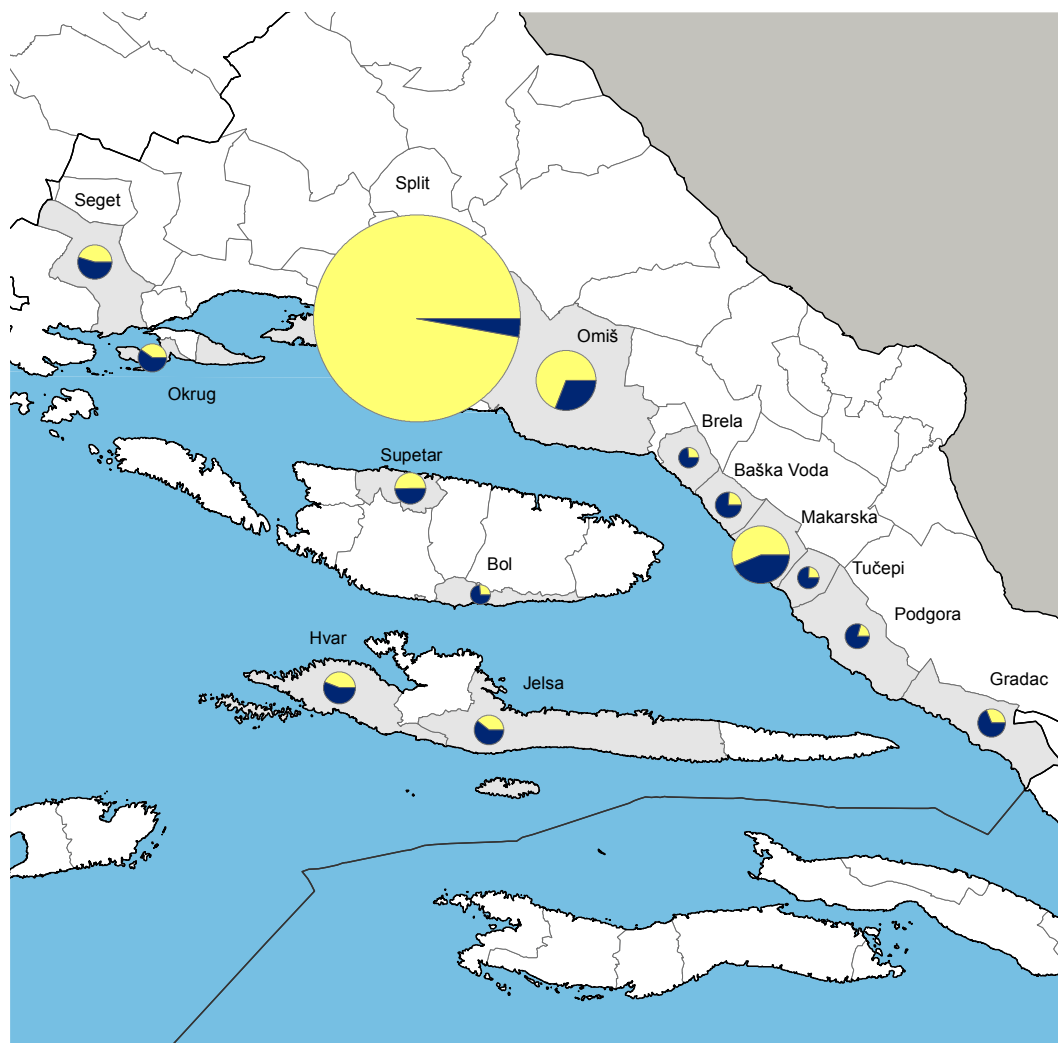 Split
Seget
Omiš
Okrug
Brela
Supetar
Baška Voda
Makarska
Bol
Tučepi
Podgora
Hvar
Jelsa
Gradac